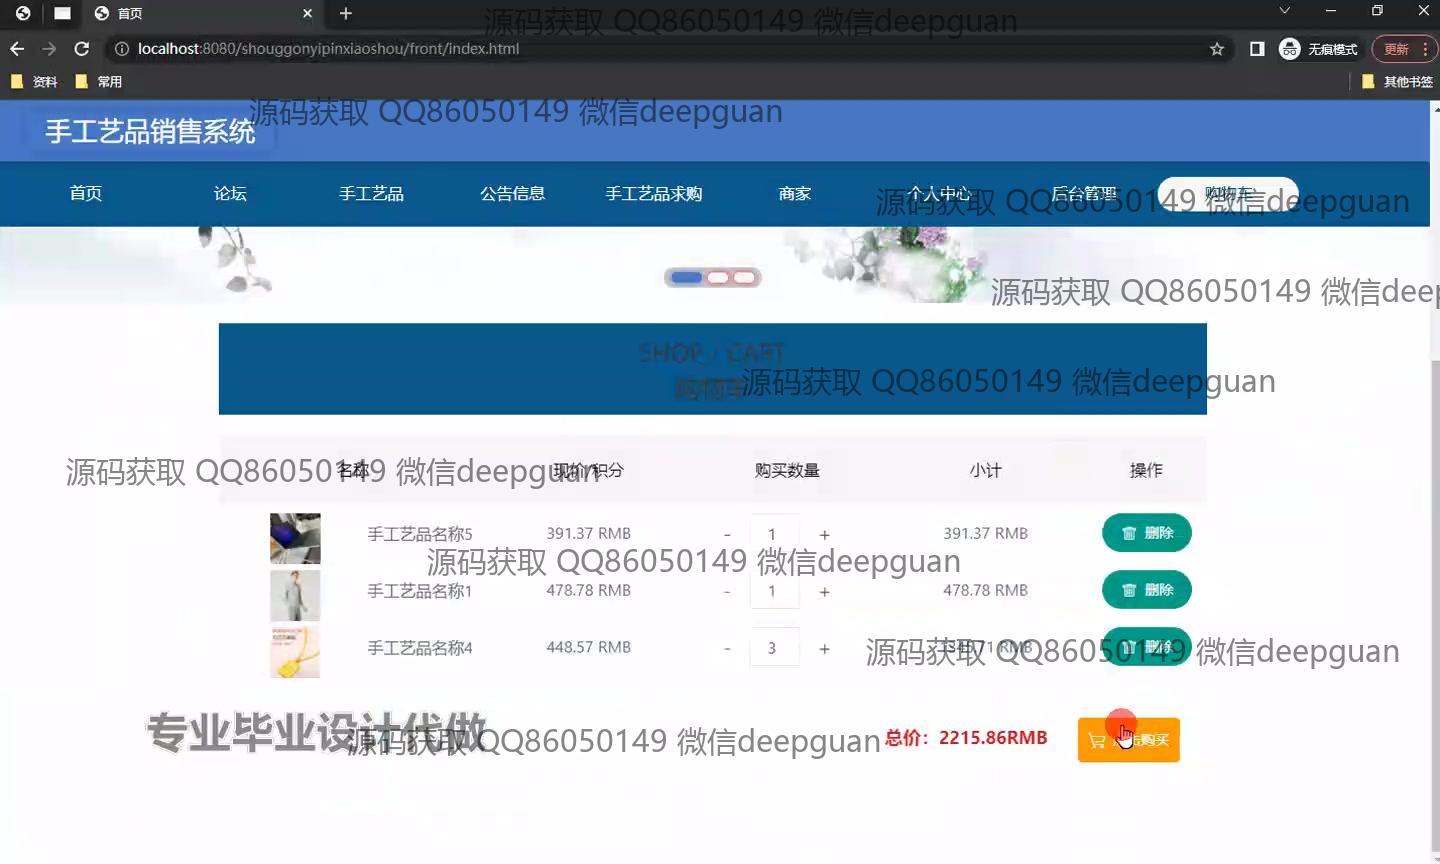 首页
localhost:8080/shouggonyipinxiaoshou/front/index.html
无痕模式
更新
资料
常用
其他书签
源码获取 QQ86050149 微信deepguan
源码获取 QQ86050149 微信deepguan
手工艺品销售系统
首页 论坛 手工艺品 公告信息 手工艺品求购 商家 个人中心 后台管理 购物车
源码获取 QQ86050149 微信deepguan
源码获取 QQ86050149 微信deep
SHOP / CART
购物车
源码获取 QQ86050149 微信deepguan
源码获取 QQ86050149 微信deepguan
名称 现价/积分 购买数量 小计 操作
手工艺品名称5 391.37 RMB - 1 + 391.37 RMB 删除
源码获取 QQ86050149 微信deepguan
手工艺品名称1 478.78 RMB - 1 + 478.78 RMB 删除
手工艺品名称4 448.57 RMB - 3 + 1345.71 RMB 删除
源码获取 QQ86050149 微信deepguan
专业毕业设计代做
源码获取 QQ86050149 微信deepguan
总价：2215.86RMB
购买